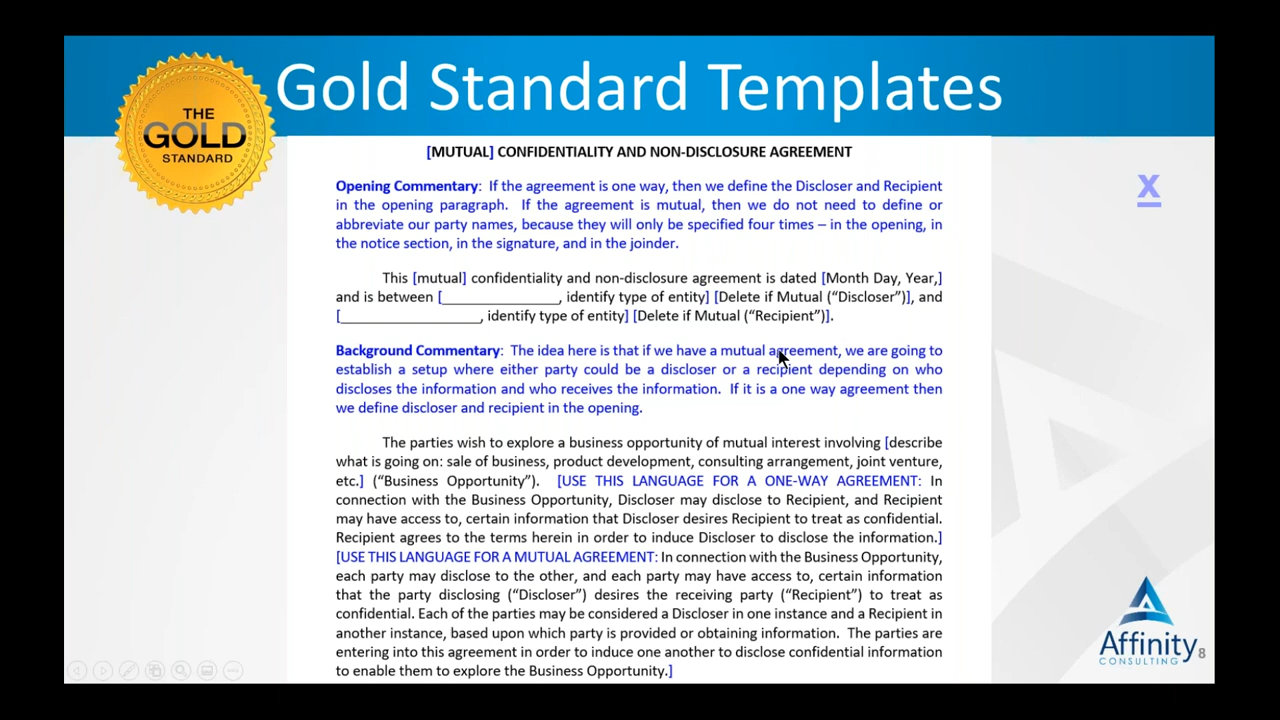 THE
GOLD
STANDARD
Gold Standard Templates
[MUTUAL] CONFIDENTIALITY AND NON-DISCLOSURE AGREEMENT
X
Opening Commentary: If the agreement is one way, then we define the Discloser and Recipient
in the opening paragraph. If the agreement is mutual, then we do not need to define or
abbreviate our party names, because they will only be specified four times – in the opening, in
the notice section, in the signature, and in the joinder.
This [mutual] confidentiality and non-disclosure agreement is dated [Month Day, Year,]
and is between [______________, identify type of entity] [Delete if Mutual (“Discloser”)], and
[_________________, identify type of entity] [Delete if Mutual (“Recipient”)].
Background Commentary: The idea here is that if we have a mutual agreement, we are going to
establish a setup where either party could be a discloser or a recipient depending on who
discloses the information and who receives the information. If it is a one way agreement then
we define discloser and recipient in the opening.
The parties wish to explore a business opportunity of mutual interest involving [describe
what is going on: sale of business, product development, consulting arrangement, joint venture,
etc.] (“Business Opportunity”). [USE THIS LANGUAGE FOR A ONE-WAY AGREEMENT: In
connection with the Business Opportunity, Discloser may disclose to Recipient, and Recipient
may have access to, certain information that Discloser desires Recipient to treat as confidential.
Recipient agrees to the terms herein in order to induce Discloser to disclose the information.]
[USE THIS LANGUAGE FOR A MUTUAL AGREEMENT: In connection with the Business Opportunity,
each party may disclose to the other, and each party may have access to, certain information
that the party disclosing (“Discloser”) desires the receiving party (“Recipient”) to treat as
confidential. Each of the parties may be considered a Discloser in one instance and a Recipient in
another instance, based upon which party is provided or obtaining information. The parties are
entering into this agreement in order to induce one another to disclose confidential information
to enable them to explore the Business Opportunity.]
Affinity
CONSULTING
8